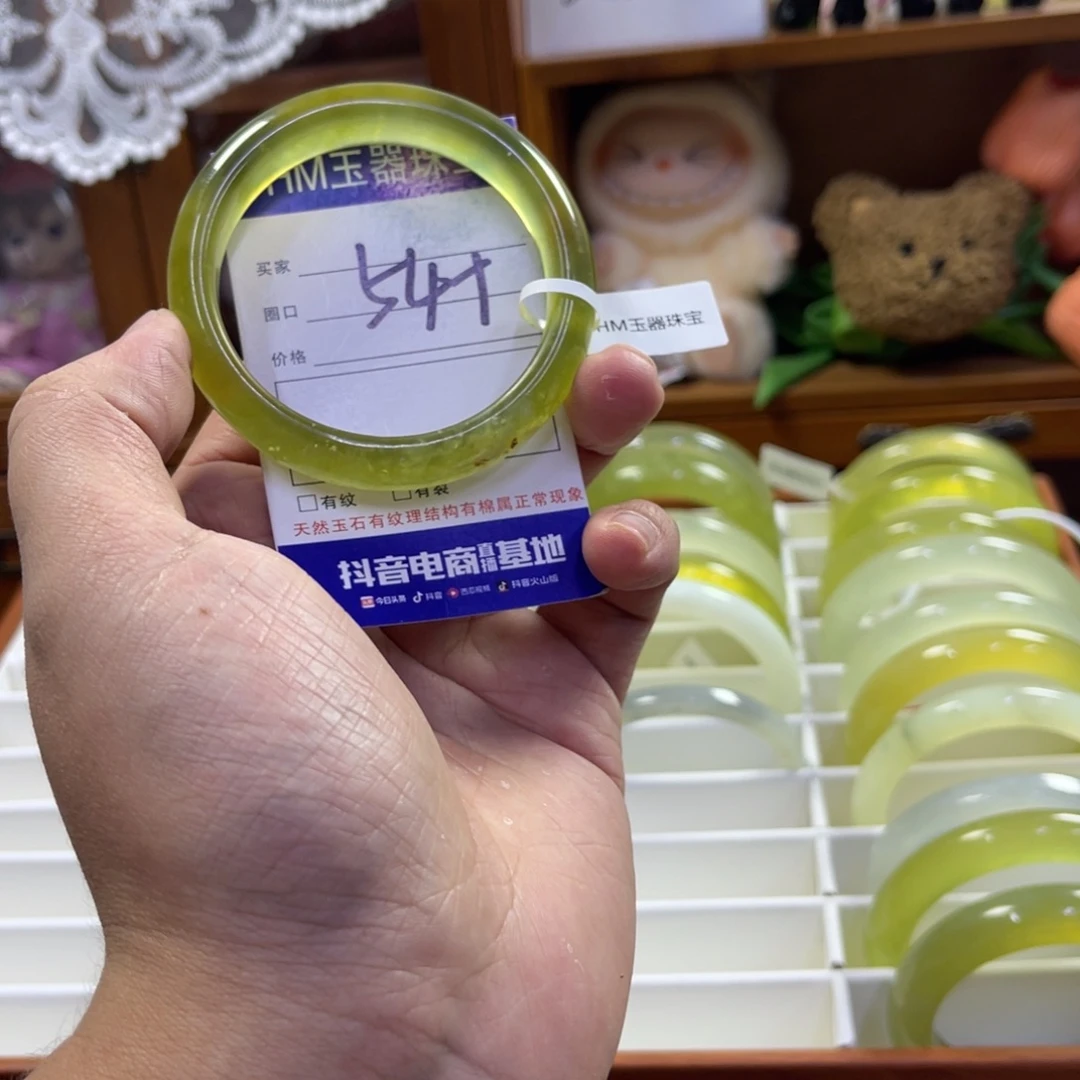 HM玉器珠宝
买家
圈口
541
价格
HM玉器珠宝
有纹 有裂
天然玉石有纹理结构有棉属正常现象
抖音电商直播基地
今日头条 抖音 西瓜视频 抖音火山版